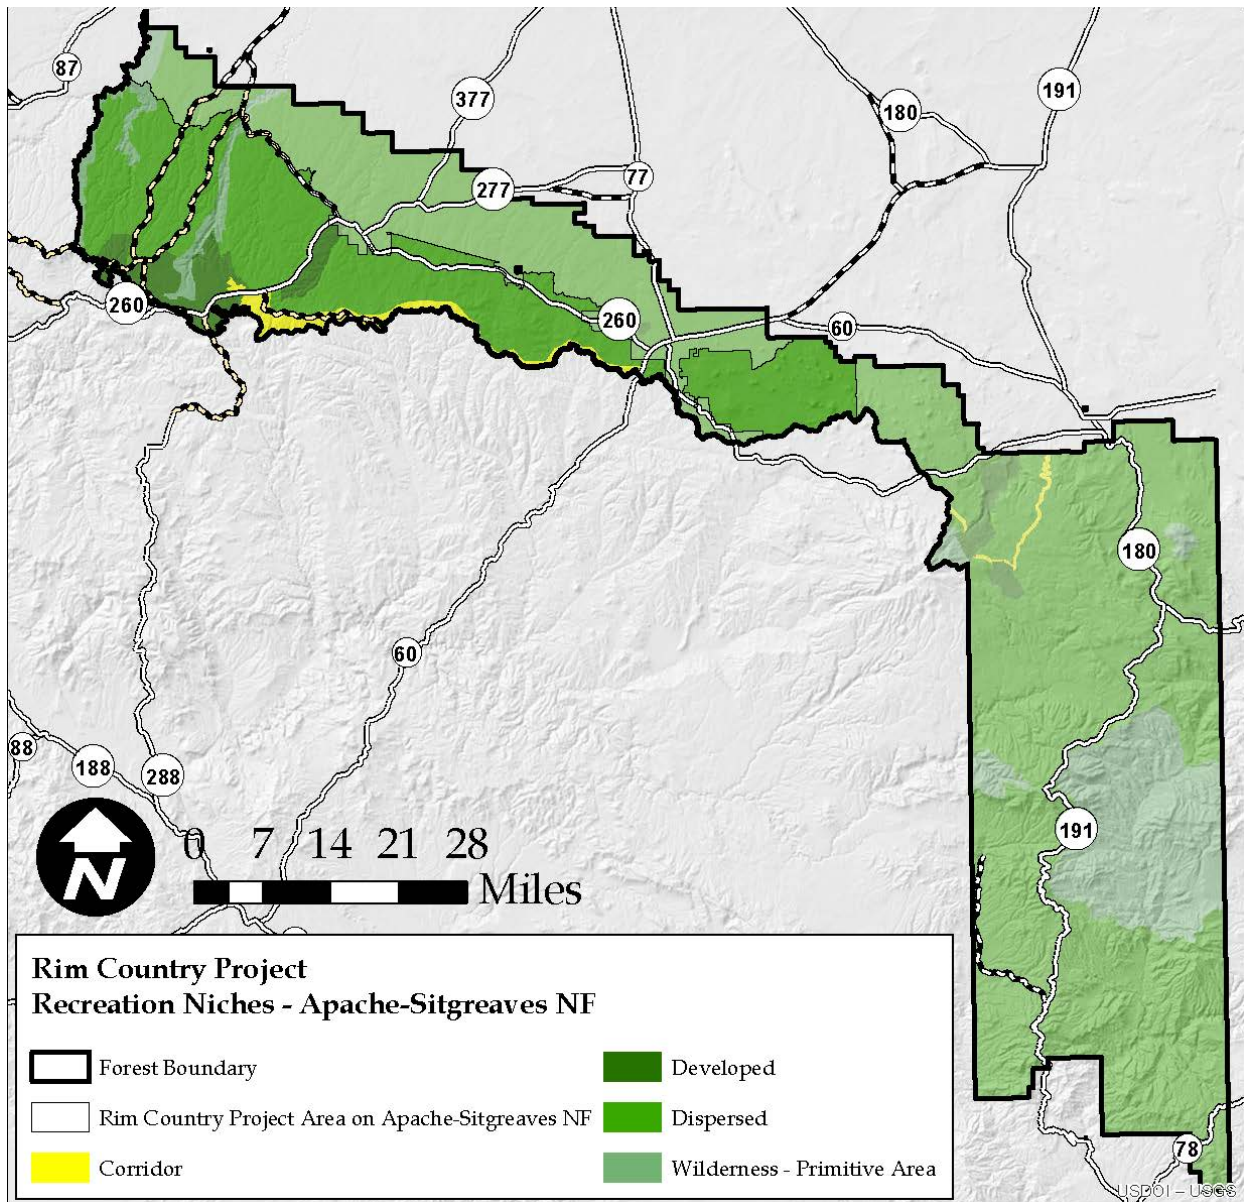 87
377
191
180
277
77
260
260
60
180
60
191
88
188
288
78
N
0 7 14 21 28
Miles
Rim Country Project
Recreation Niches - Apache-Sitgreaves NF
Forest Boundary
Developed
Rim Country Project Area on Apache-Sitgreaves NF
Dispersed
Corridor
Wilderness - Primitive Area
USDOI - USGS